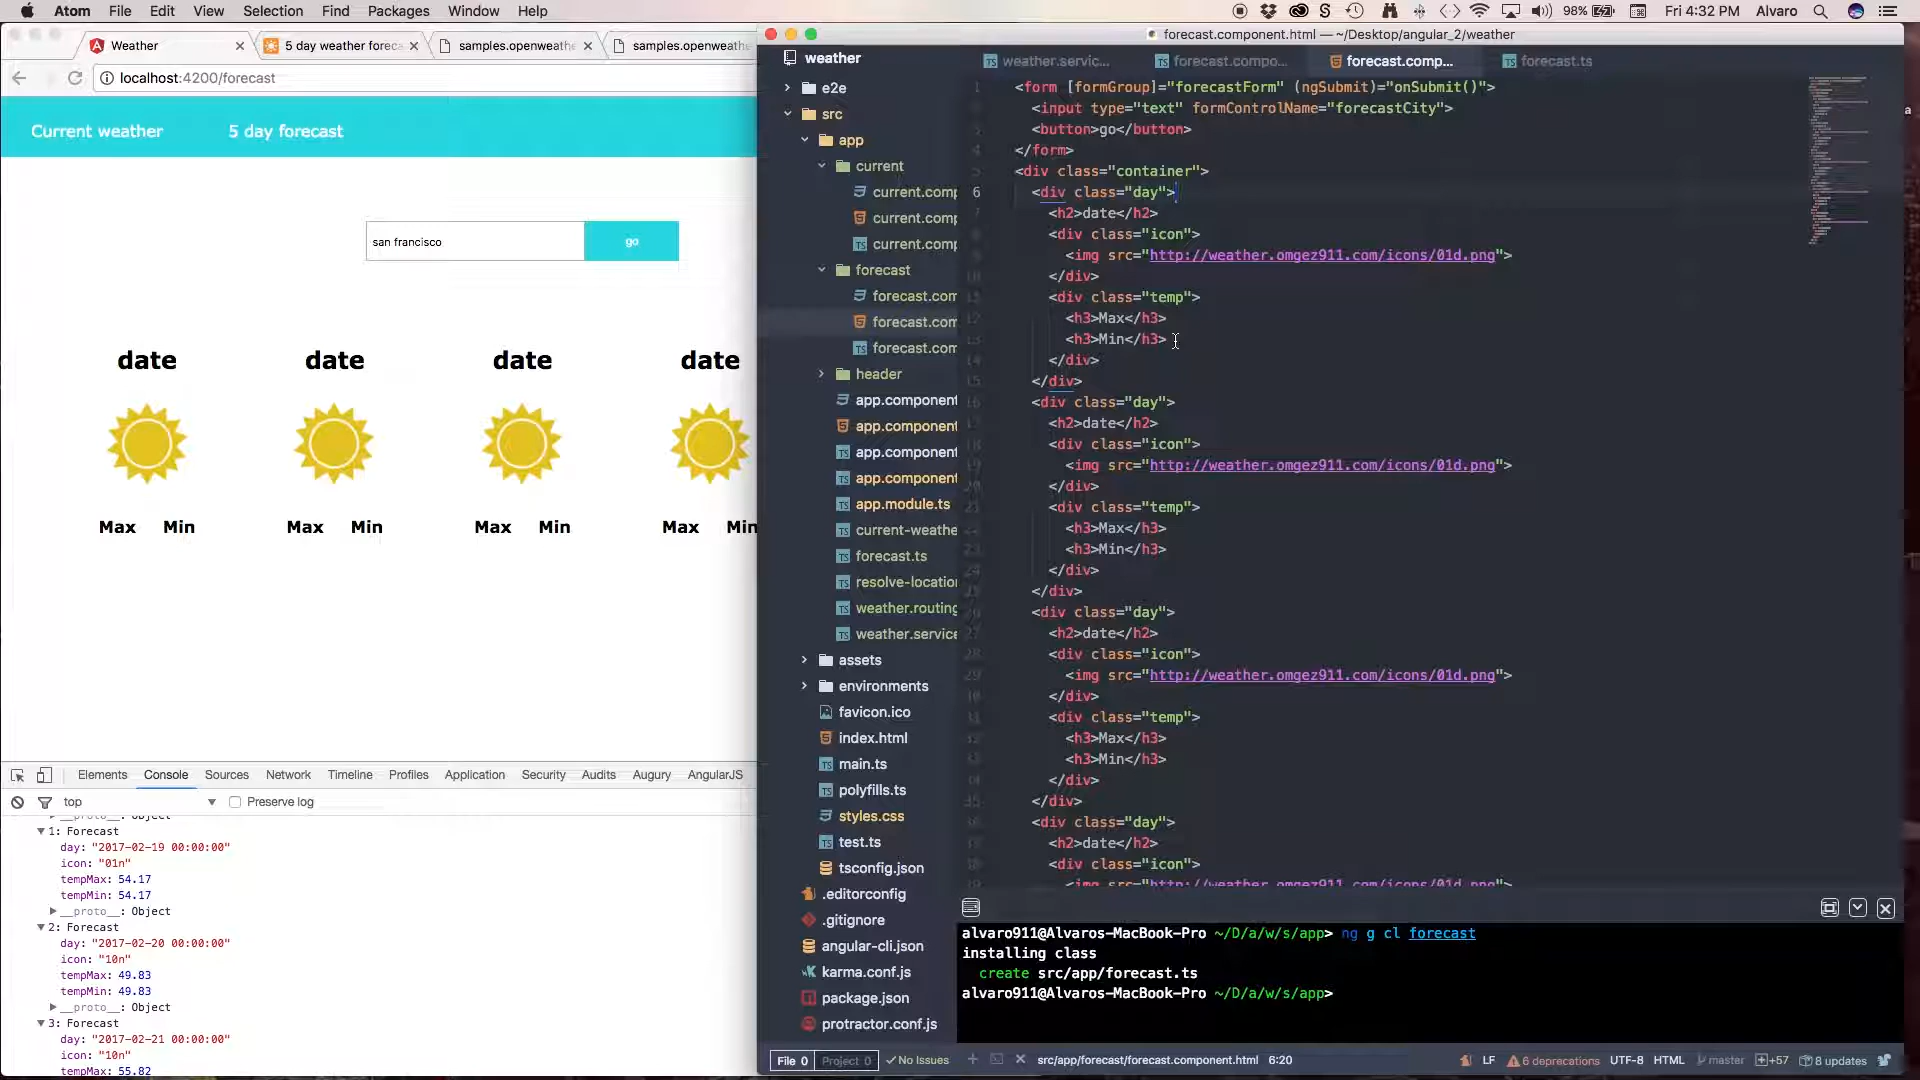 Atom File Edit View Selection Find Packages Window Help
98% Fri 4:32 PM Alvaro
Weather
5 day weather foreca
samples.openweath
samples.openweathe
localhost:4200/forecast
Current weather 5 day forecast
san francisco go
date date date date
Max Min Max Min Max Min Max Min
Elements Console Sources Network Timeline Profiles Application Security Audits Augury AngularJS
top Preserve log
__proto__: Object
1: Forecast
day: "2017-02-19 00:00:00"
icon: "01n"
tempMax: 54.17
tempMin: 54.17
__proto__: Object
2: Forecast
day: "2017-02-20 00:00:00"
icon: "10n"
tempMax: 49.83
tempMin: 49.83
__proto__: Object
3: Forecast
day: "2017-02-21 00:00:00"
icon: "10n"
tempMax: 55.82
forecast.component.html — ~/Desktop/angular_2/weather
weather
e2e
src
app
current
current.comp
current.comp
current.comp
forecast
forecast.com
forecast.com
forecast.com
header
app.component
app.component
app.component
app.component
app.module.ts
current-weathe
forecast.ts
resolve-location
weather.routing
weather.service
assets
environments
favicon.ico
index.html
main.ts
polyfills.ts
styles.css
test.ts
tsconfig.json
.editorconfig
.gitignore
angular-cli.json
karma.conf.js
package.json
protractor.conf.js
weather.servic... forecast.compo... forecast.comp... forecast.ts
<form [formGroup]="forecastForm" (ngSubmit)="onSubmit()">
<input type="text" formControlName="forecastCity">
<button>go</button>
</form>
<div class="container">
6 <div class="day">
<h2>date</h2>
<div class="icon">
<img src="http://weather.omgez911.com/icons/01d.png">
</div>
<div class="temp">
<h3>Max</h3>
<h3>Min</h3>
</div>
</div>
<div class="day">
<h2>date</h2>
<div class="icon">
<img src="http://weather.omgez911.com/icons/01d.png">
</div>
<div class="temp">
<h3>Max</h3>
<h3>Min</h3>
</div>
</div>
<div class="day">
<h2>date</h2>
<div class="icon">
<img src="http://weather.omgez911.com/icons/01d.png">
</div>
<div class="temp">
<h3>Max</h3>
<h3>Min</h3>
</div>
</div>
<div class="day">
<h2>date</h2>
<div class="icon">
<img src="http://weather.omgez911.com/icons/01d.png">
alvaro911@Alvaros-MacBook-Pro ~/D/a/w/s/app> ng g cl forecast
installing class
create src/app/forecast.ts
alvaro911@Alvaros-MacBook-Pro ~/D/a/w/s/app>
File 0 Project 0 No Issues src/app/forecast/forecast.component.html 6:20 LF 6 deprecations UTF-8 HTML master +57 8 updates